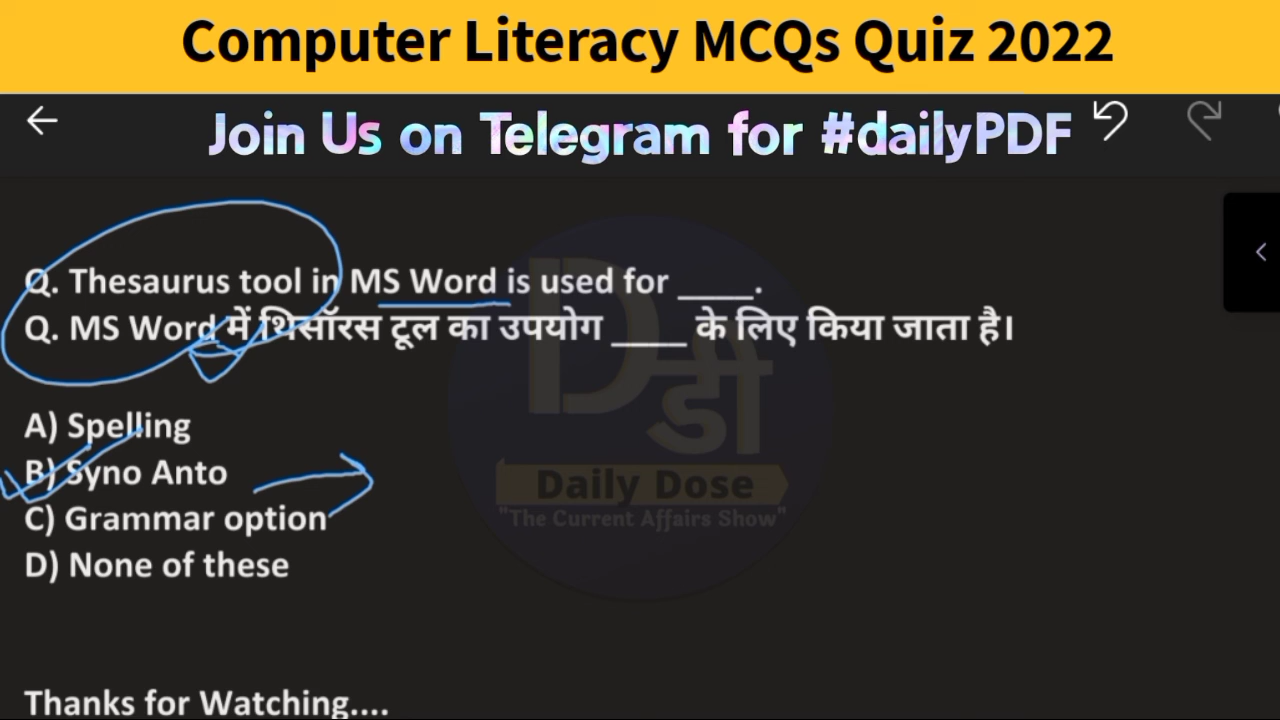 Computer Literacy MCQs Quiz 2022
Join Us on Telegram for #dailyPDF
Q. Thesaurus tool in MS Word is used for ____.
Q. MS Word में थिसॉरस टूल का उपयोग ____ के लिए किया जाता है।
A) Spelling
B) Syno Anto
C) Grammar option
D) None of these
D डी
Daily Dose
"The Current Affairs Show"
Thanks for Watching....